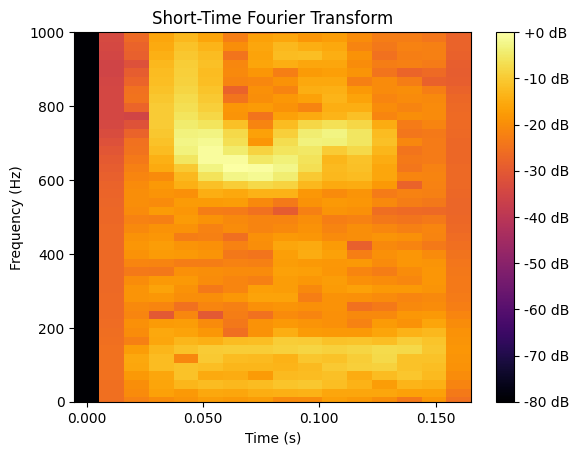 Short-Time Fourier Transform
Frequency (Hz)
1000
800
600
400
200
0
0.000
0.050
0.100
0.150
Time (s)
+0 dB
-10 dB
-20 dB
-30 dB
-40 dB
-50 dB
-60 dB
-70 dB
-80 dB